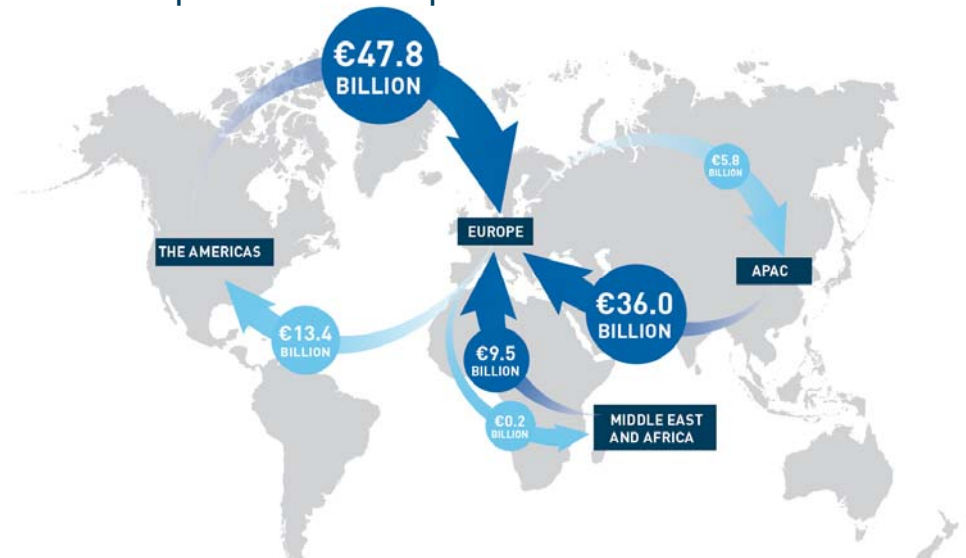 €47.8
BILLION
€5.8
BILLION
EUROPE
THE AMERICAS
APAC
€36.0
BILLION
€13.4
BILLION
€9.5
BILLION
€0.2
BILLION
MIDDLE EAST
AND AFRICA